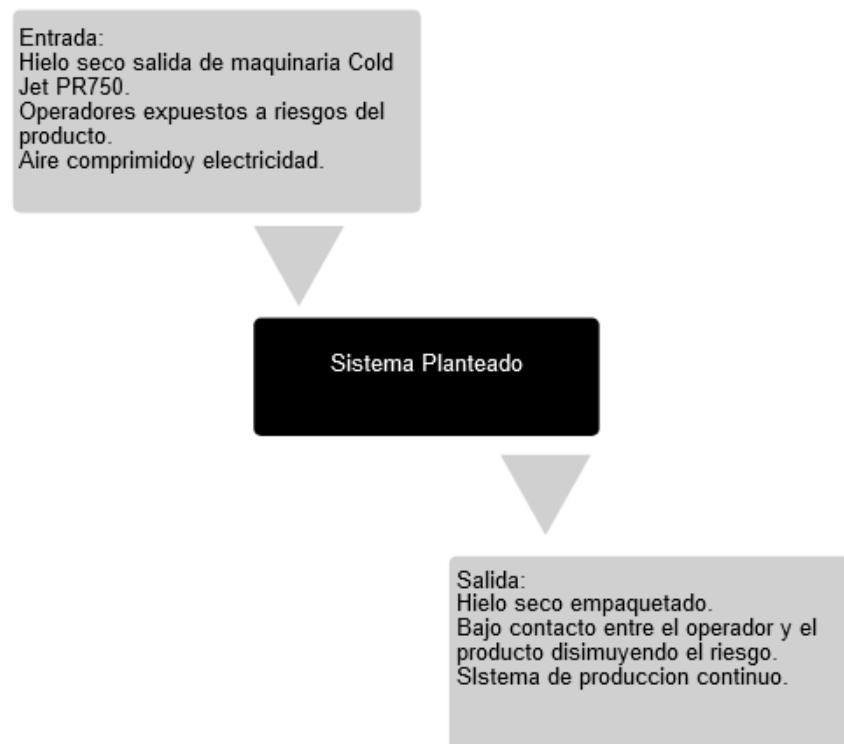 Entrada:
Hielo seco salida de maquinaria Cold
Jet PR750.
Operadores expuestos a riesgos del
producto.
Aire comprimidoy electricidad.
Sistema Planteado
Salida:
Hielo seco empaquetado.
Bajo contacto entre el operador y el
producto disimuyendo el riesgo.
SIstema de produccion continuo.